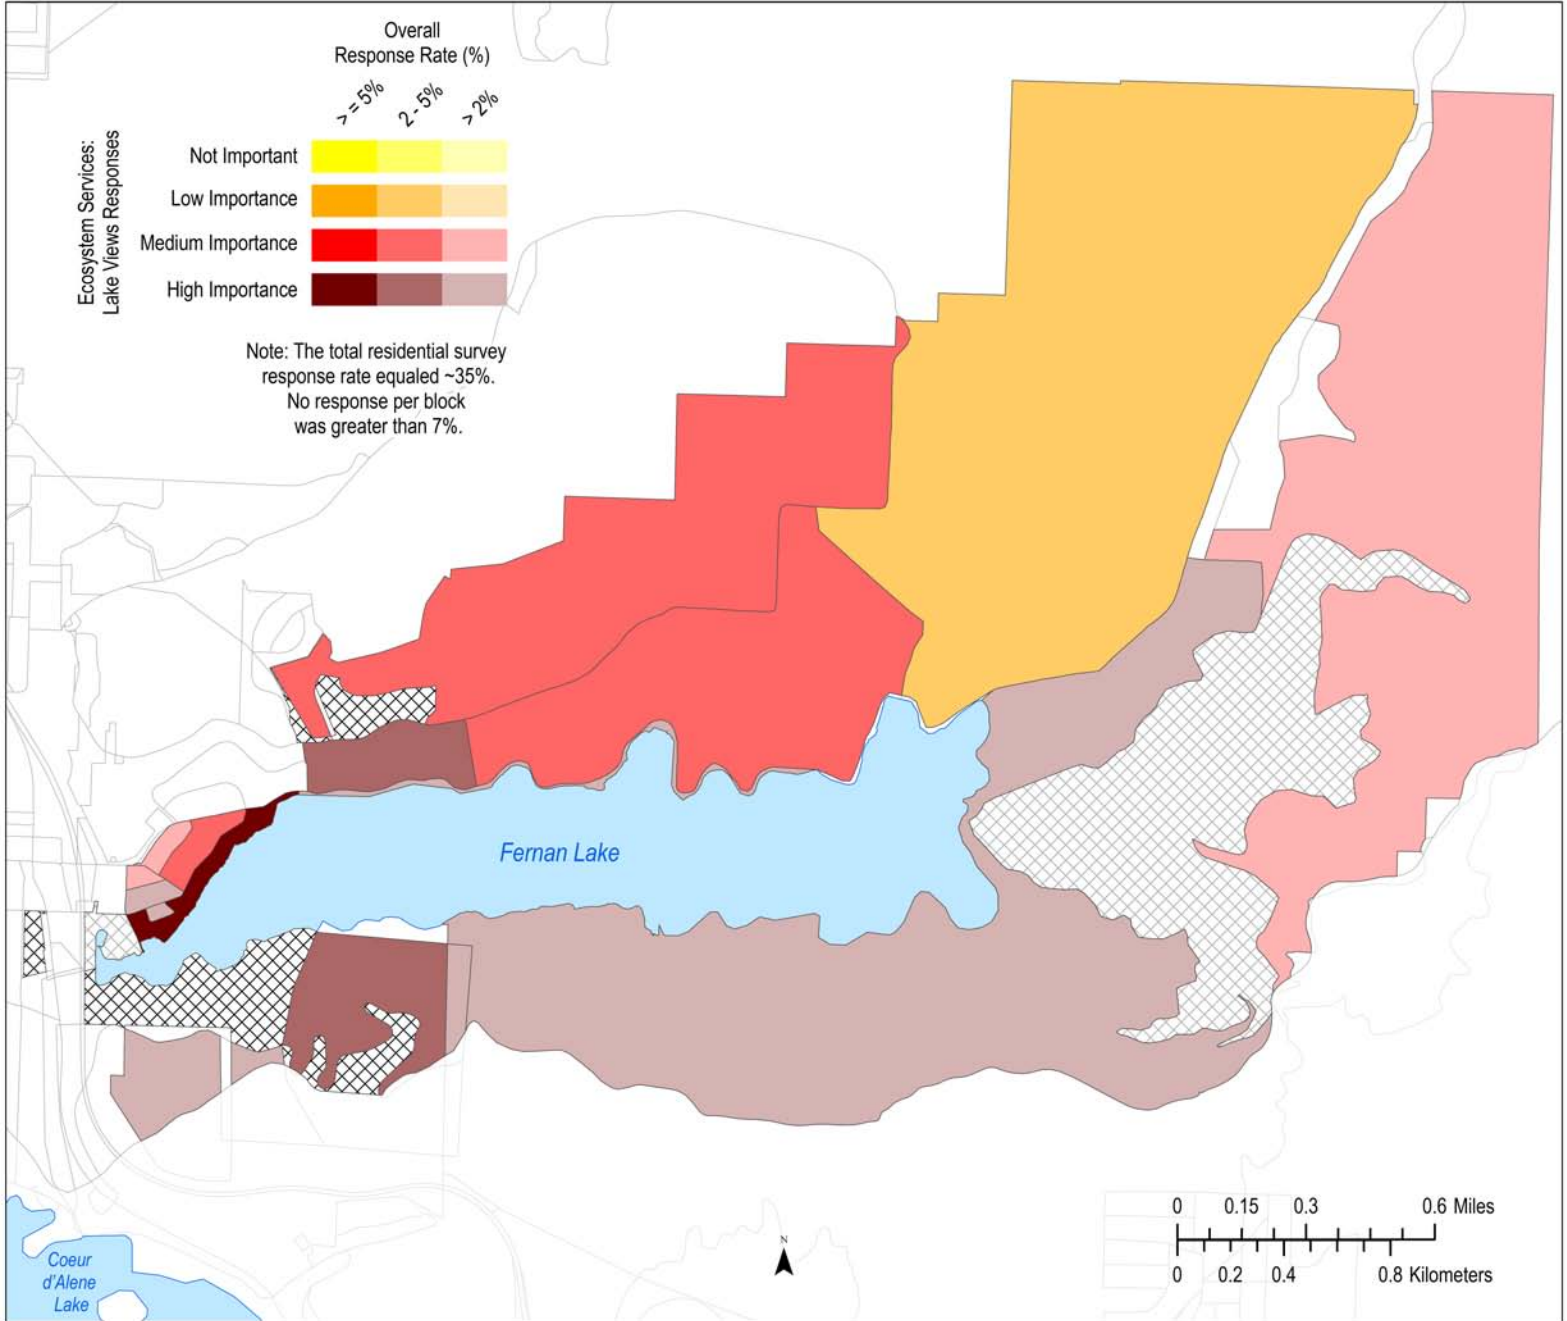 Overall
Response Rate (%)
> = 5%
2 - 5%
> 2%
Ecosystem Services:
Lake Views Responses
Not Important
Low Importance
Medium Importance
High Importance
Note: The total residential survey
response rate equaled ~35%.
No response per block
was greater than 7%.
Fernan Lake
Coeur
d'Alene
Lake
N
0 0.15 0.3 0.6 Miles
0 0.2 0.4 0.8 Kilometers